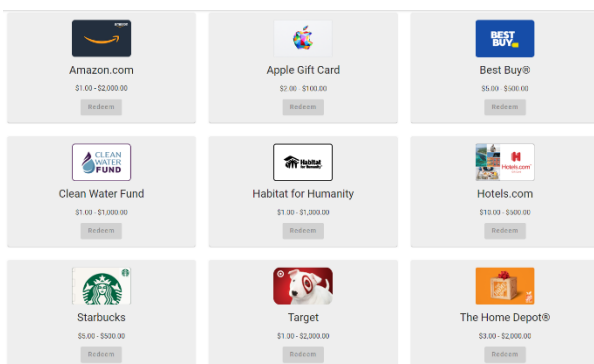 BEST
BUY
Amazon.com
Apple Gift Card
Best Buy®
$1.00 - $2,000.00
$2.00 - $100.00
$5.00 - $500.00
Redeem
Redeem
Redeem
CLEAN
WATER
FUND
Habitat
for Humanity
Hotels.com
Clean Water Fund
Habitat for Humanity
Hotels.com
$1.00 - $1,000.00
$1.00 - $1,000.00
$10.00 - $500.00
Redeem
Redeem
Redeem
Starbucks
Target
The Home Depot®
$5.00 - $500.00
$1.00 - $2,000.00
$3.00 - $2,000.00
Redeem
Redeem
Redeem